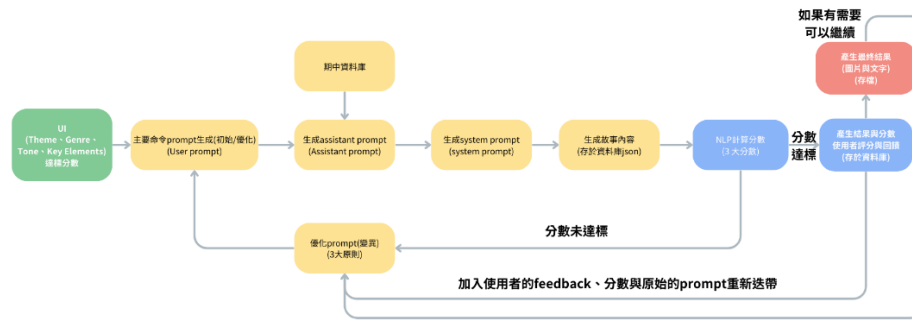 如果有需要
可以繼續
期中資料庫
產生最終結果
(圖片與文字)
(存檔)
UI
(Theme、Genre、
Tone、Key Elements)
達標分數
主要命令prompt生成(初始/優化)
(User prompt)
生成assistant prompt
(Assistant prompt)
生成system prompt
(system prompt)
生成故事內容
(存於資料庫json)
NLP計算分數
(3 大分數)
分數
達標
產生結果與分數
使用者評分與回饋
(存於資料庫)
分數未達標
優化prompt(變異)
(3大原則)
加入使用者的feedback、分數與原始的prompt重新迭帶